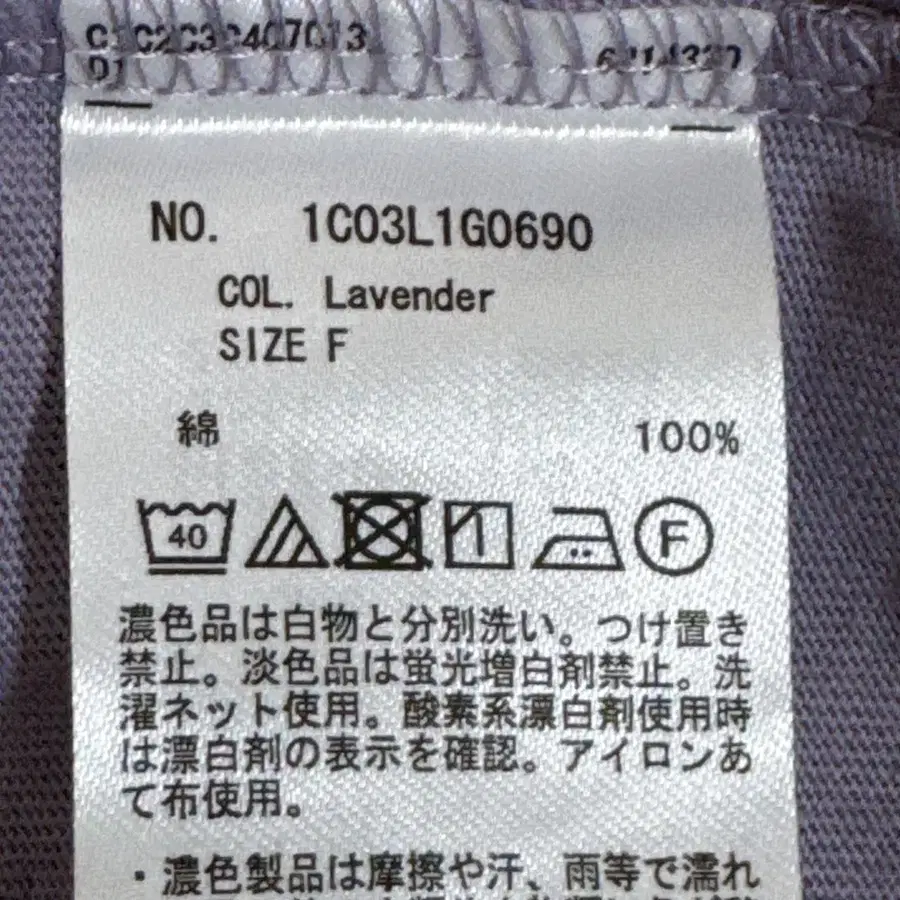 C1C2C3C407013
D1
NO. 1C03L1G0690
COL. Lavender
SIZE F
綿 100%
40 F
濃色品は白物と分別洗い。つけ置き
禁止。淡色品は蛍光増白剤禁止。洗
濯ネット使用。酸素系漂白剤使用時
は漂白剤の表示を確認。アイロンあ
て布使用。
・濃色製品は摩擦や汗、雨等で濡れ